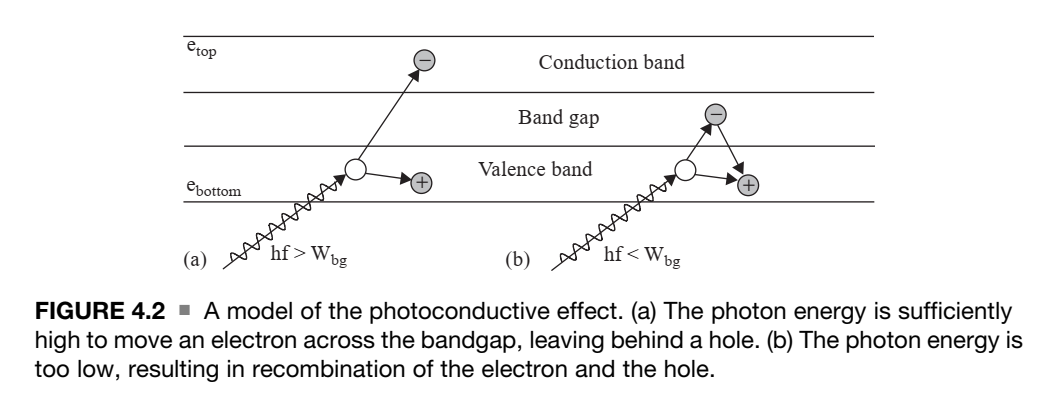 e_top
Conduction band
Band gap
Valence band
e_bottom
(a) hf > W_bg
(b) hf < W_bg
FIGURE 4.2 ■ A model of the photoconductive effect. (a) The photon energy is sufficiently
high to move an electron across the bandgap, leaving behind a hole. (b) The photon energy is
too low, resulting in recombination of the electron and the hole.